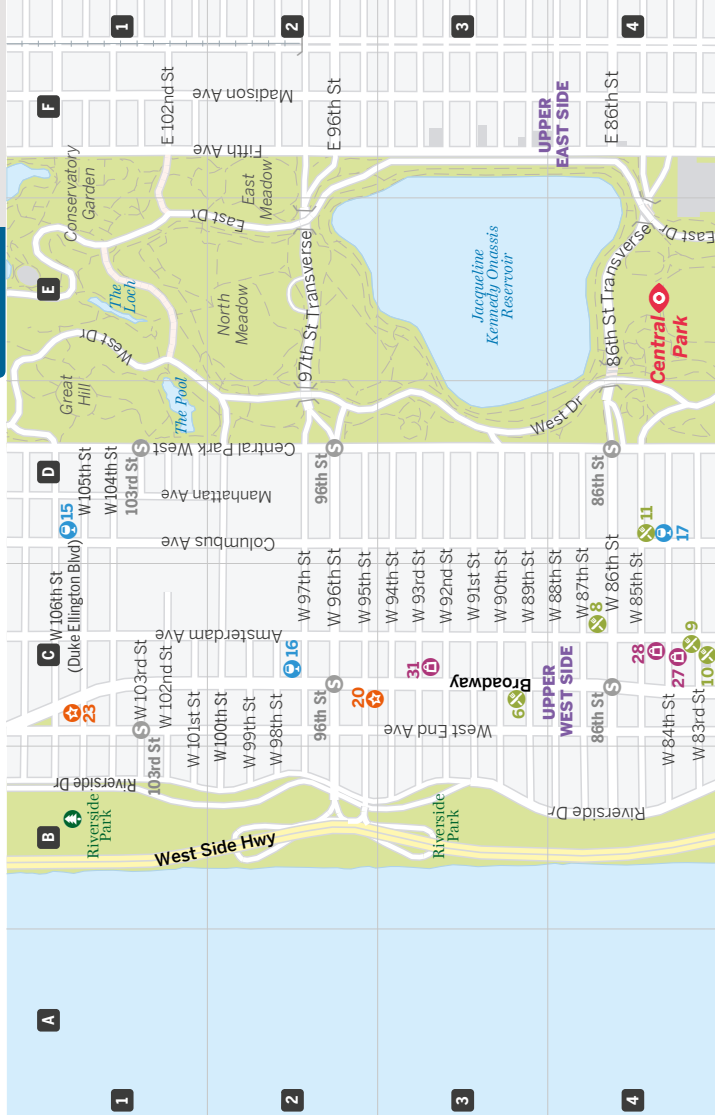 1
2
3
4
F
E
D
C
B
A
1
2
3
4
E 102nd St
Madison Ave
E 96th St
Fifth Ave
UPPER
EAST SIDE
E 86th St
Conservatory
Garden
East
Meadow
East Dr
The
Loch
North
Meadow
97th St Transverse
Jacqueline
Kennedy Onassis
Reservoir
86th St Transverse
East Dr
Central
Park
West Dr
Great
Hill
The Pool
West Dr
Central Park West
S
103rd St
S
96th St
S
86th St
W 105th St
W 104th St
Manhattan Ave
15
Columbus Ave
11
17
W 106th St
(Duke Ellington Blvd)
W 97th St
W 96th St
W 95th St
W 94th St
W 93rd St
W 92nd St
W 91st St
W 90th St
W 89th St
W 88th St
W 87th St
W 86th St
W 85th St
8
Amsterdam Ave
16
31
28
27
9
10
Broadway
UPPER
WEST SIDE
6
23
20
W 103rd St
W 102nd St
S
103rd St
W 101st St
W 100th St
W 99th St
W 98th St
S
96th St
West End Ave
S
86th St
W 84th St
W 83rd St
Riverside Dr
Riverside Dr
Riverside
Park
Riverside
Park
West Side Hwy